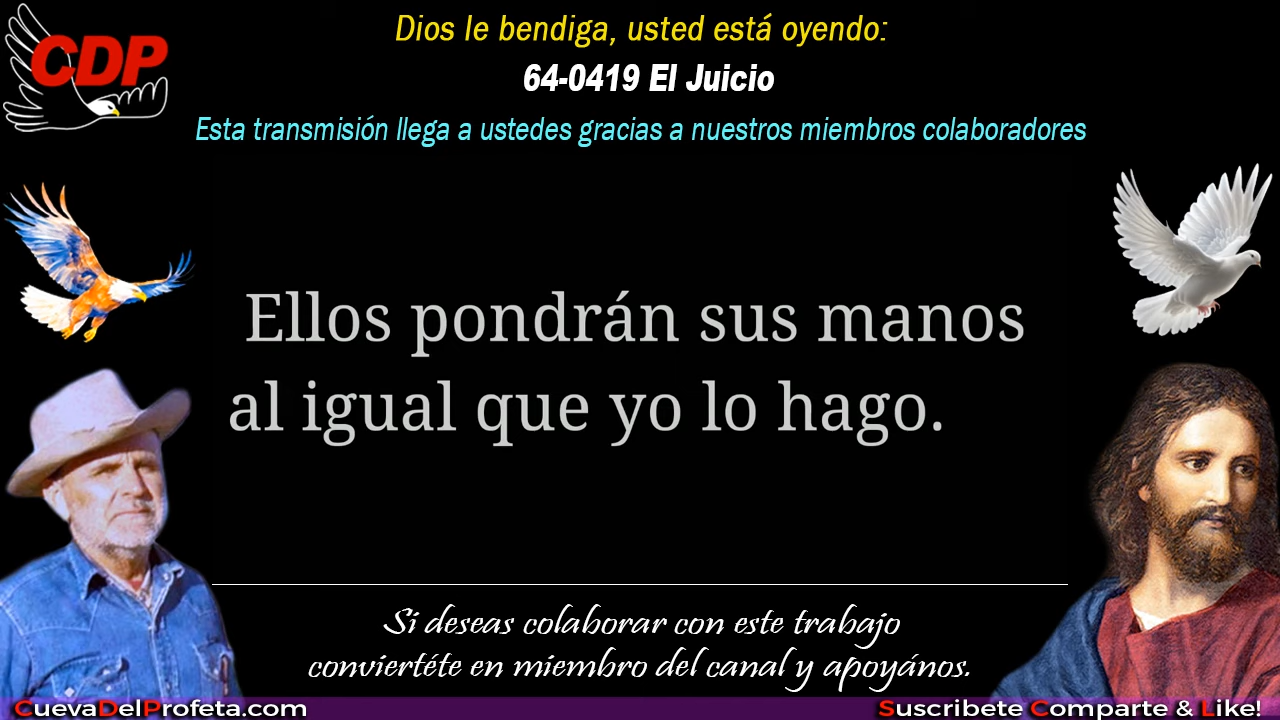 CDP
Dios le bendiga, usted está oyendo:
64-0419 El Juicio
Esta transmisión llega a ustedes gracias a nuestros miembros colaboradores
Ellos pondrán sus manos
al igual que yo lo hago.
Si deseas colaborar con este trabajo
conviertéte en miembro del canal y apoyános.
CuevaDelProfeta.com
Suscribete Comparte & Like!